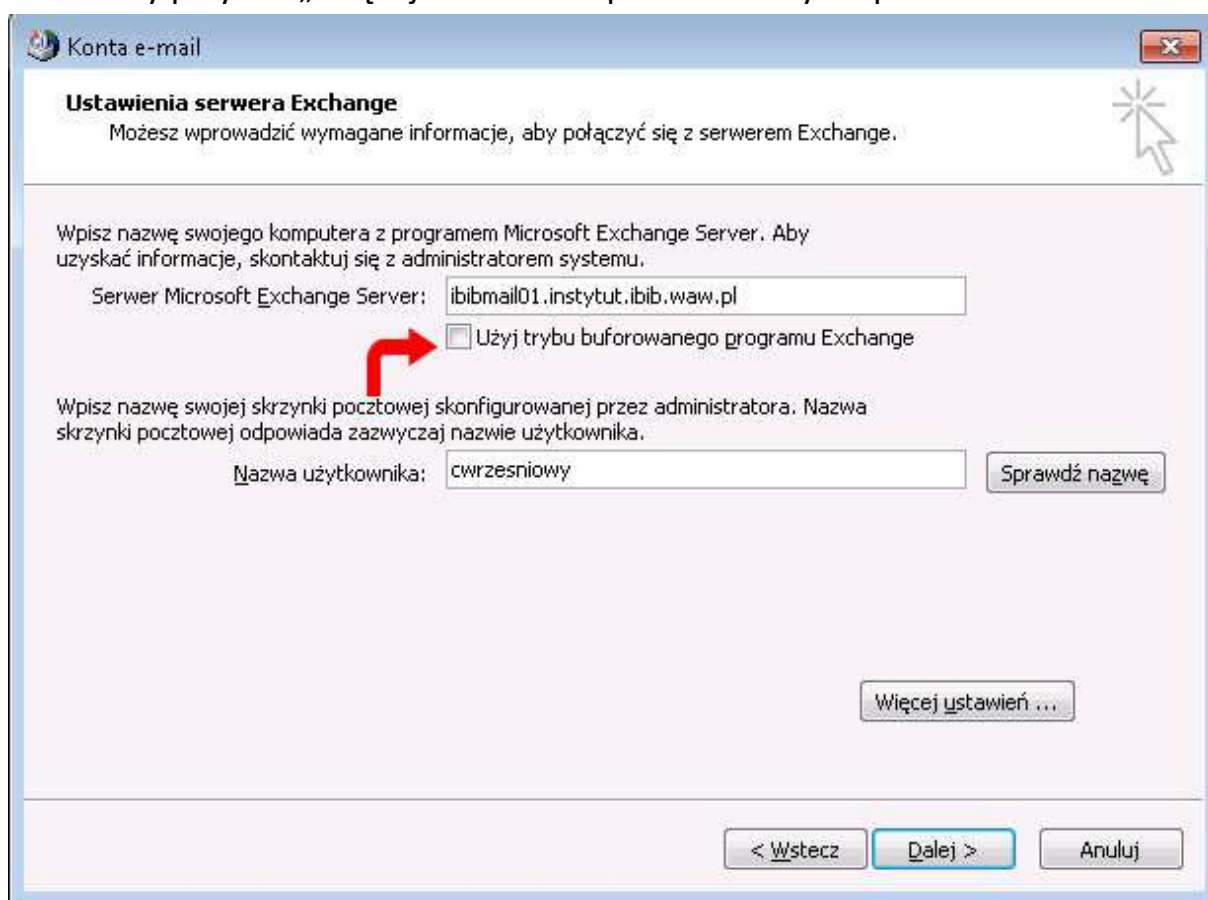 Konta e-mail
Ustawienia serwera Exchange
Możesz wprowadzić wymagane informacje, aby połączyć się z serwerem Exchange.
Wpisz nazwę swojego komputera z programem Microsoft Exchange Server. Aby
uzyskać informacje, skontaktuj się z administratorem systemu.
Serwer Microsoft Exchange Server: ibibmail01.instytut.ibib.waw.pl
Użyj trybu buforowanego programu Exchange
Wpisz nazwę swojej skrzynki pocztowej skonfigurowanej przez administratora. Nazwa
skrzynki pocztowej odpowiada zazwyczaj nazwie użytkownika.
Nazwa użytkownika: cwrzesniowy Sprawdź nazwę
Więcej ustawień ...
< Wstecz Dalej > Anuluj